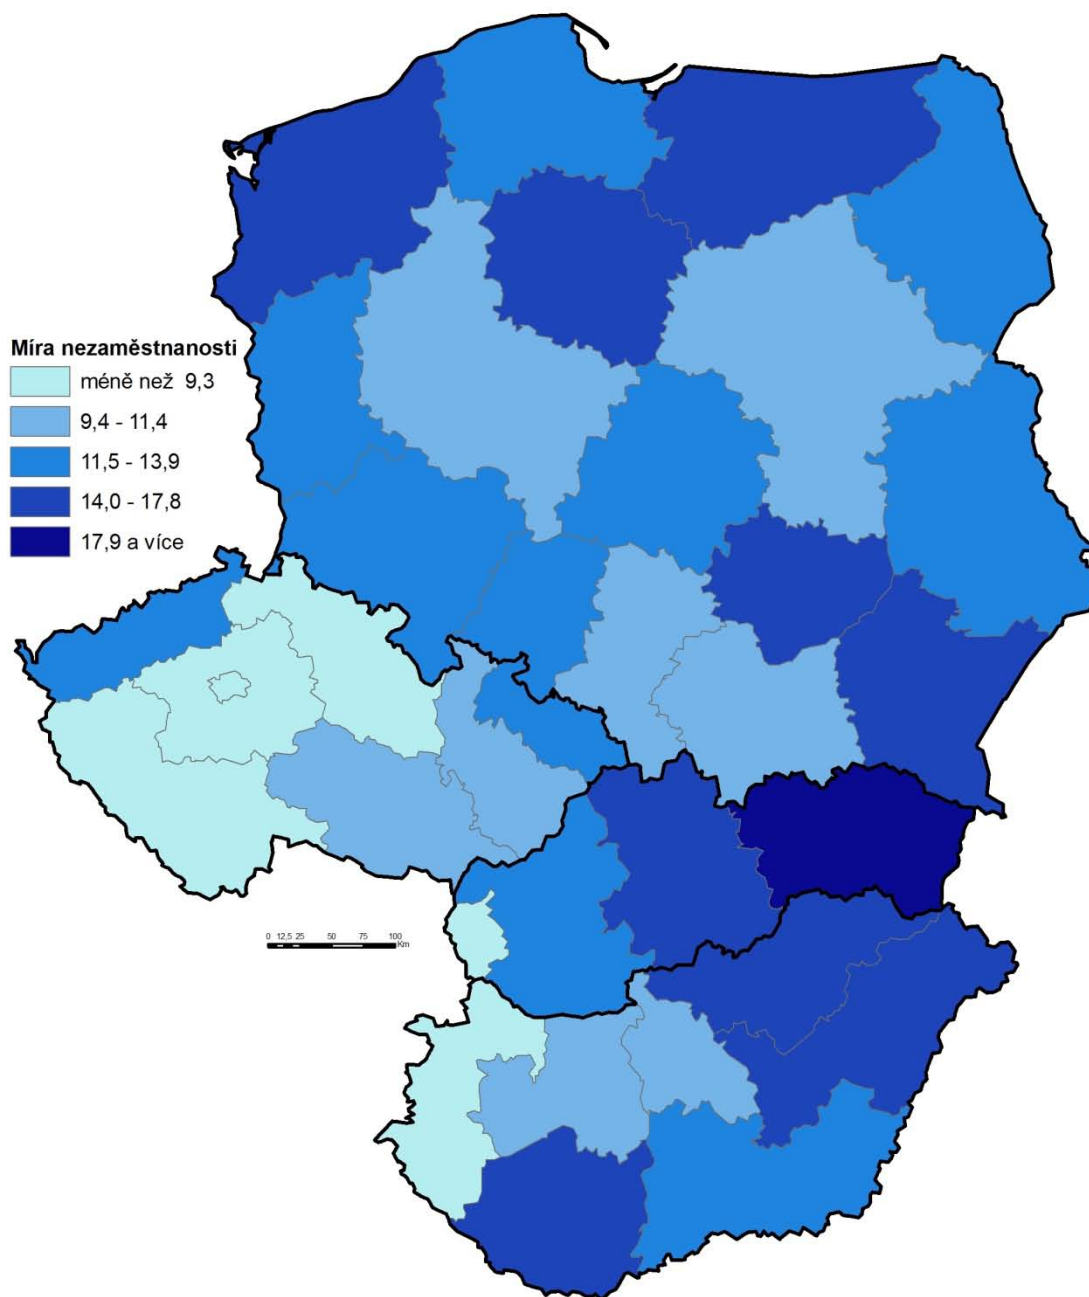 Míra nezaměstnanosti
méně než 9,3
9,4 - 11,4
11,5 - 13,9
14,0 - 17,8
17,9 a více
0 12,5 25 50 75 100
Km